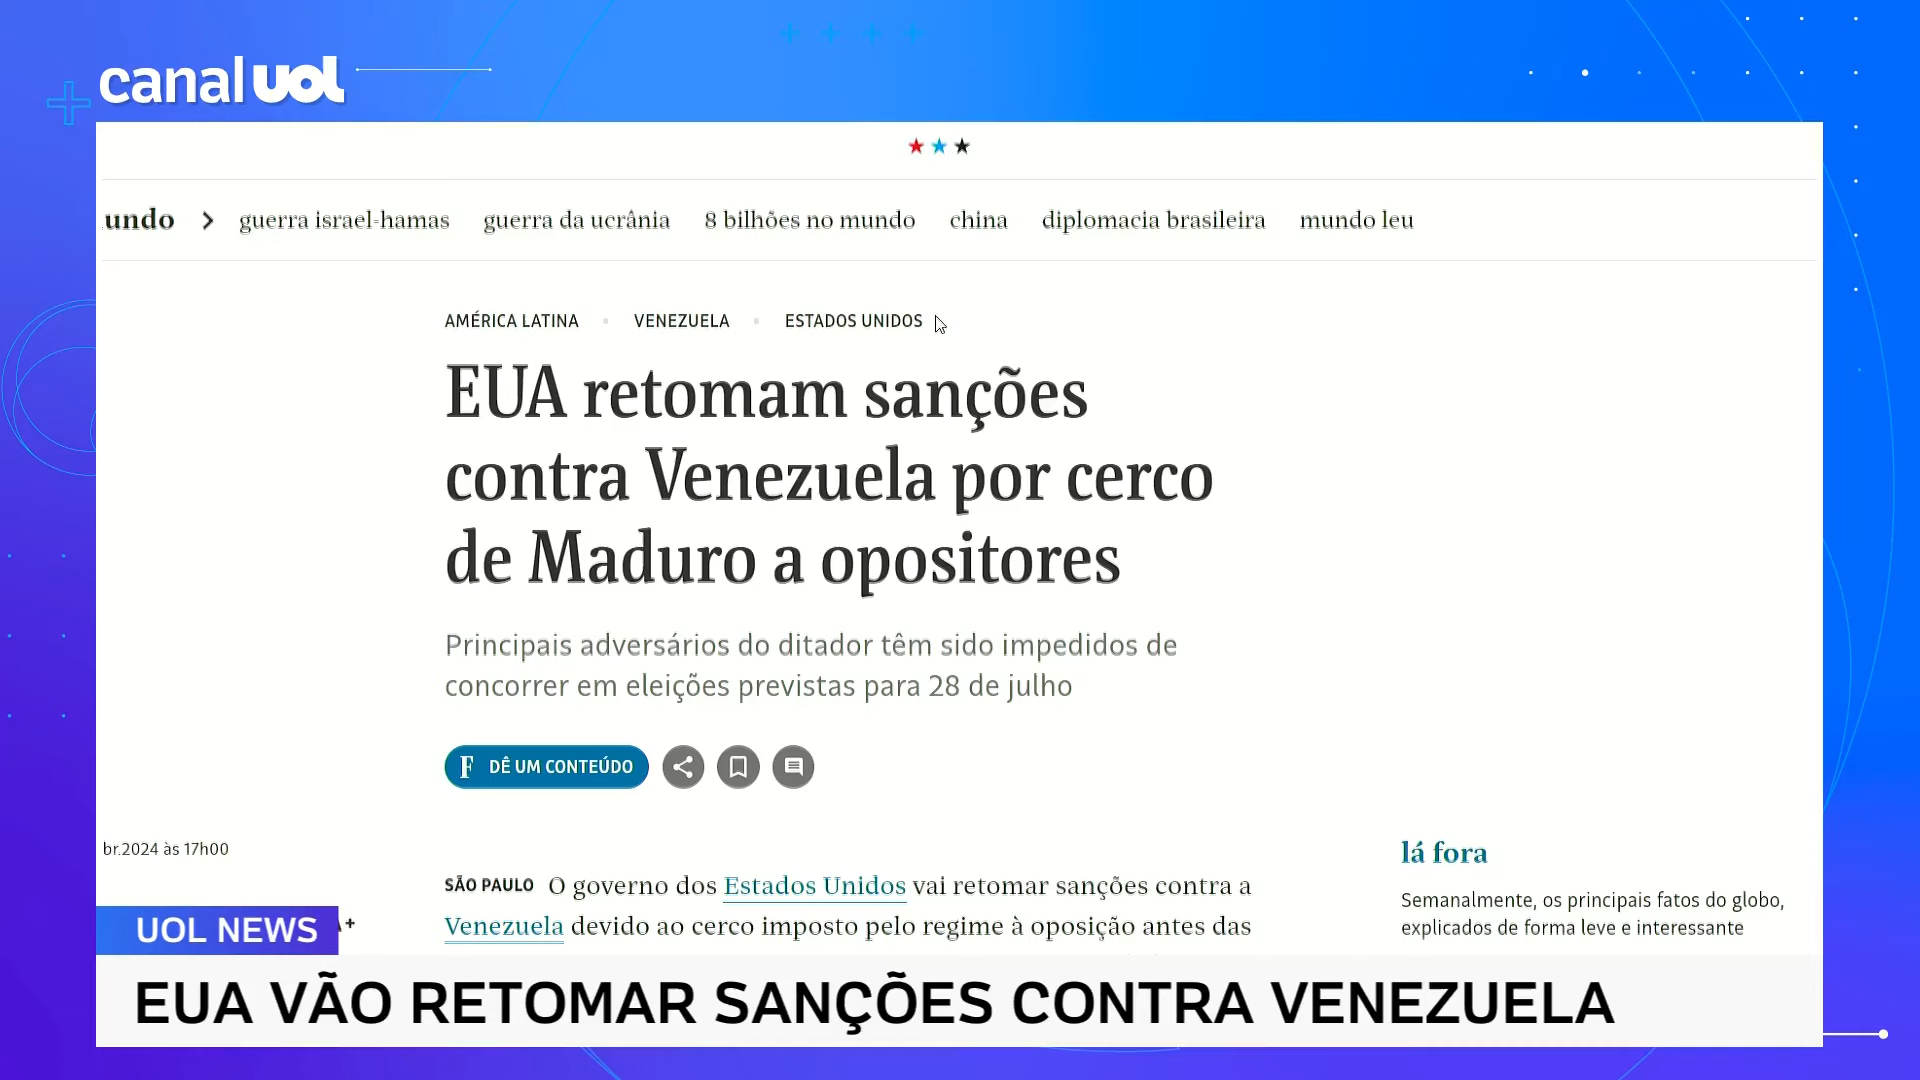 canal uol
undo guerra israel-hamas guerra da ucrânia 8 bilhões no mundo china diplomacia brasileira mundo leu
AMÉRICA LATINA VENEZUELA ESTADOS UNIDOS
EUA retomam sanções
contra Venezuela por cerco
de Maduro a opositores
Principais adversários do ditador têm sido impedidos de
concorrer em eleições previstas para 28 de julho
F DÊ UM CONTEÚDO
br.2024 às 17h00
SÃO PAULO O governo dos Estados Unidos vai retomar sanções contra a
Venezuela devido ao cerco imposto pelo regime à oposição antes das
lá fora
Semanalmente, os principais fatos do globo,
explicados de forma leve e interessante
UOL NEWS
EUA VÃO RETOMAR SANÇÕES CONTRA VENEZUELA